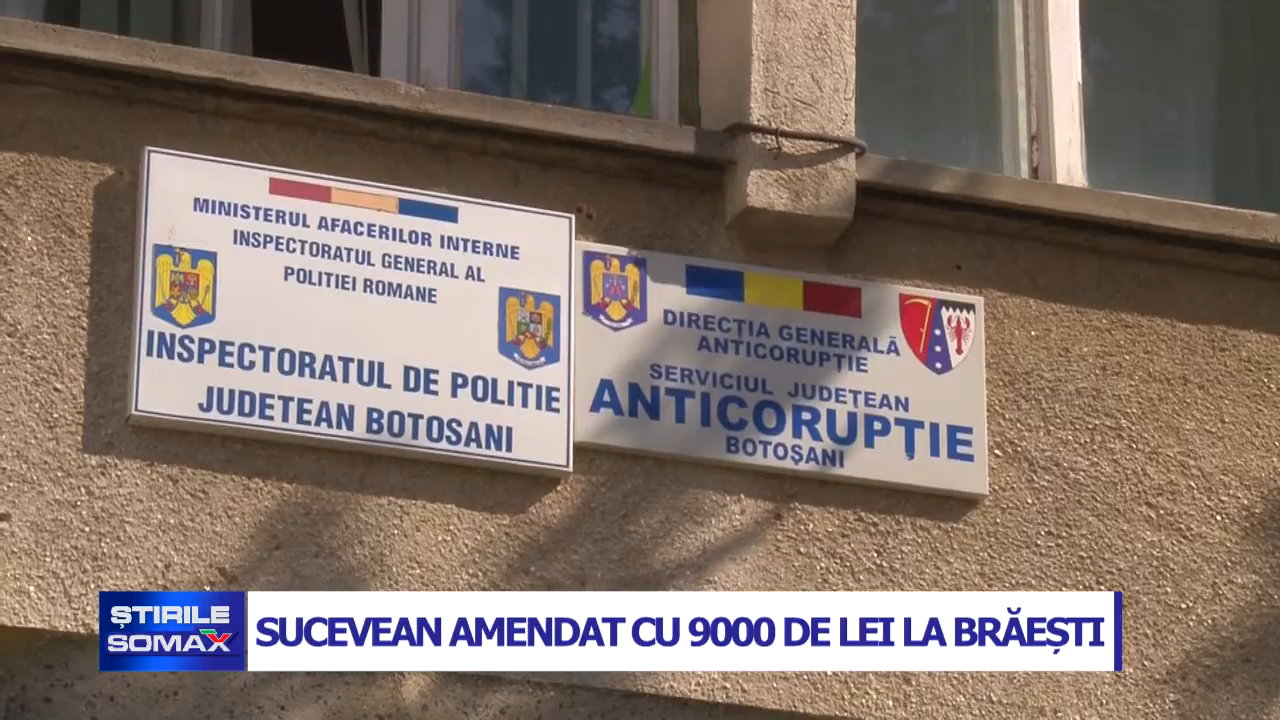 MINISTERUL AFACERILOR INTERNE
INSPECTORATUL GENERAL AL
POLITIEI ROMANE
INSPECTORATUL DE POLITIE
JUDETEAN BOTOSANI
DIRECȚIA GENERALĂ
ANTICORUPȚIE
SERVICIUL JUDEȚEAN
ANTICORUPȚIE
BOTOȘANI
ȘTIRILE
SOMAX
SUCEVEAN AMENDAT CU 9000 DE LEI LA BRĂEȘTI